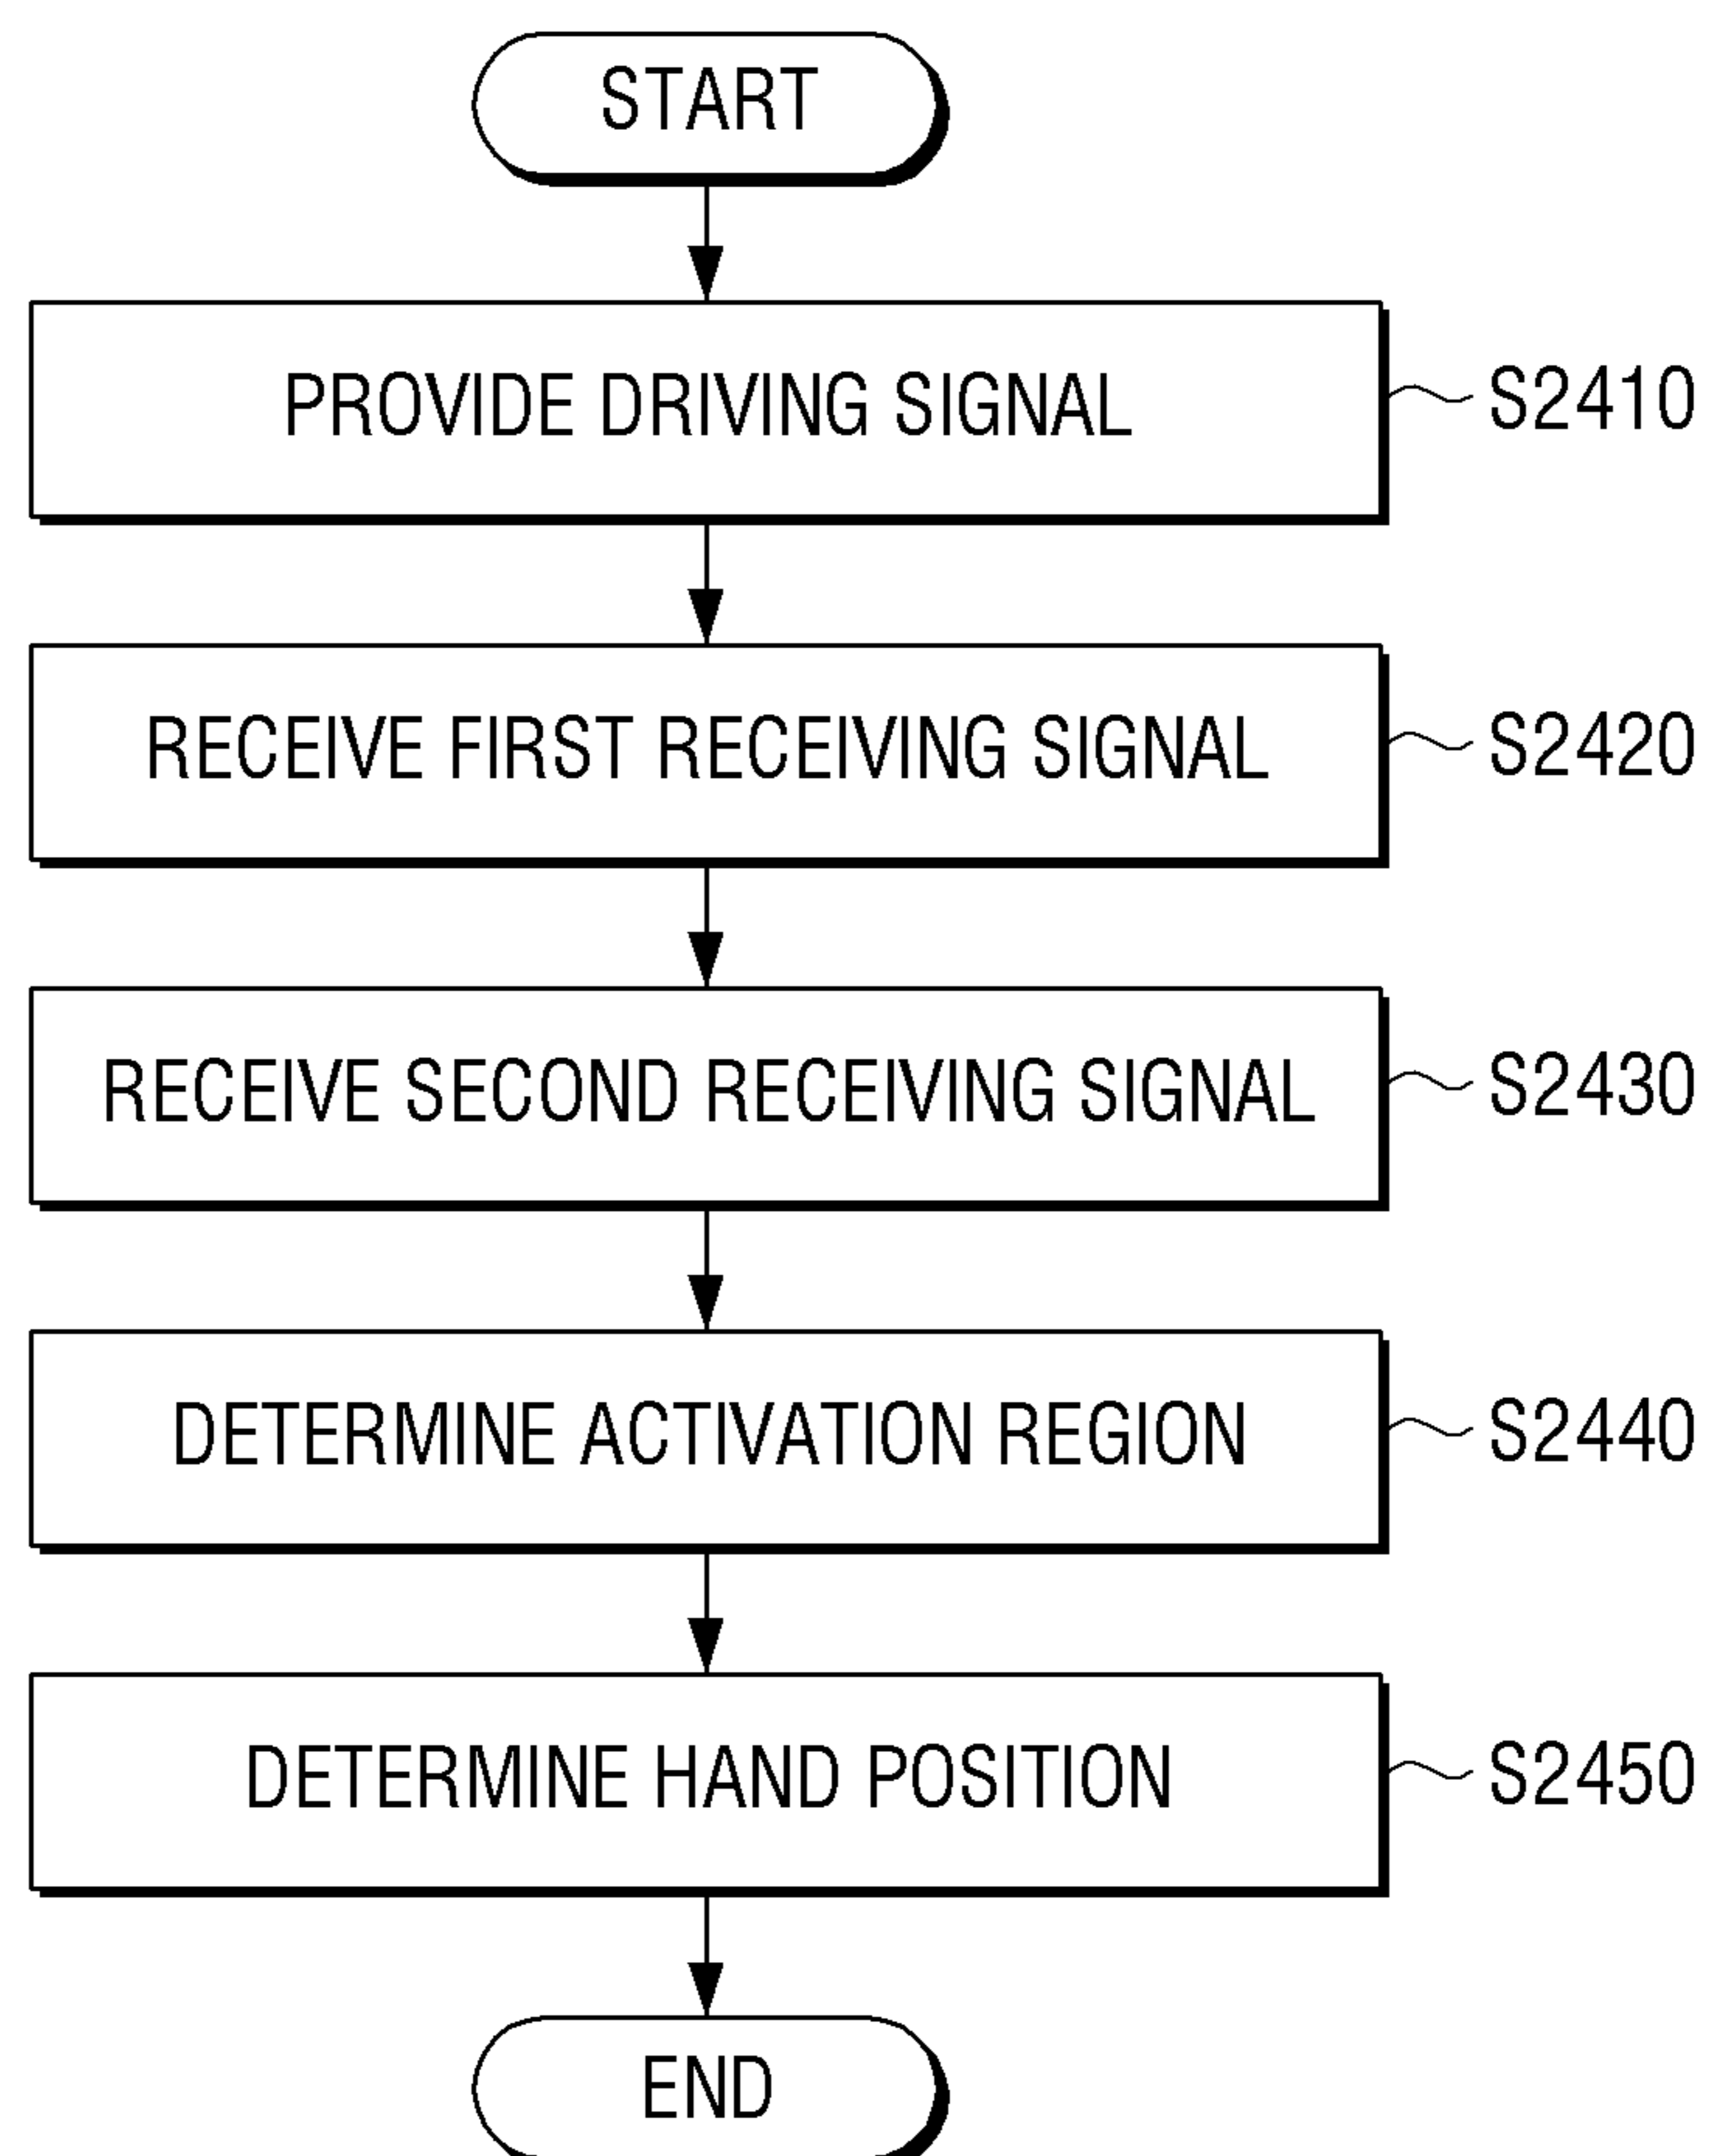 START
PROVIDE DRIVING SIGNAL
S2410
RECEIVE FIRST RECEIVING SIGNAL
S2420
RECEIVE SECOND RECEIVING SIGNAL
S2430
DETERMINE ACTIVATION REGION
S2440
DETERMINE HAND POSITION
S2450
END